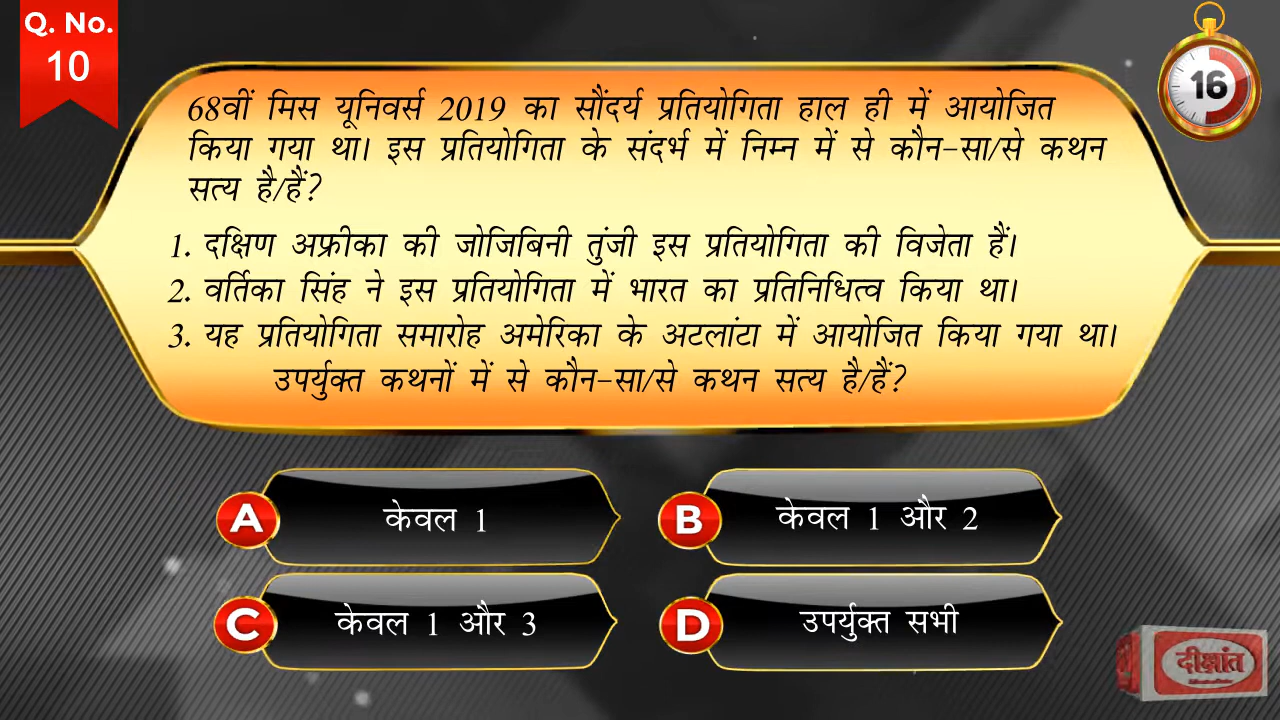 Q. No.
10
16
68वीं मिस यूनिवर्स 2019 का सौंदर्य प्रतियोगिता हाल ही में आयोजित
किया गया था। इस प्रतियोगिता के संदर्भ में निम्न में से कौन-सा/से कथन
सत्य है/हैं?
1. दक्षिण अफ्रीका की जोजिबिनी तुंजी इस प्रतियोगिता की विजेता हैं।
2. वर्तिका सिंह ने इस प्रतियोगिता में भारत का प्रतिनिधित्व किया था।
3. यह प्रतियोगिता समारोह अमेरिका के अटलांटा में आयोजित किया गया था।
उपर्युक्त कथनों में से कौन-सा/से कथन सत्य है/हैं?
A केवल 1
B केवल 1 और 2
C केवल 1 और 3
D उपर्युक्त सभी
दीक्षांत